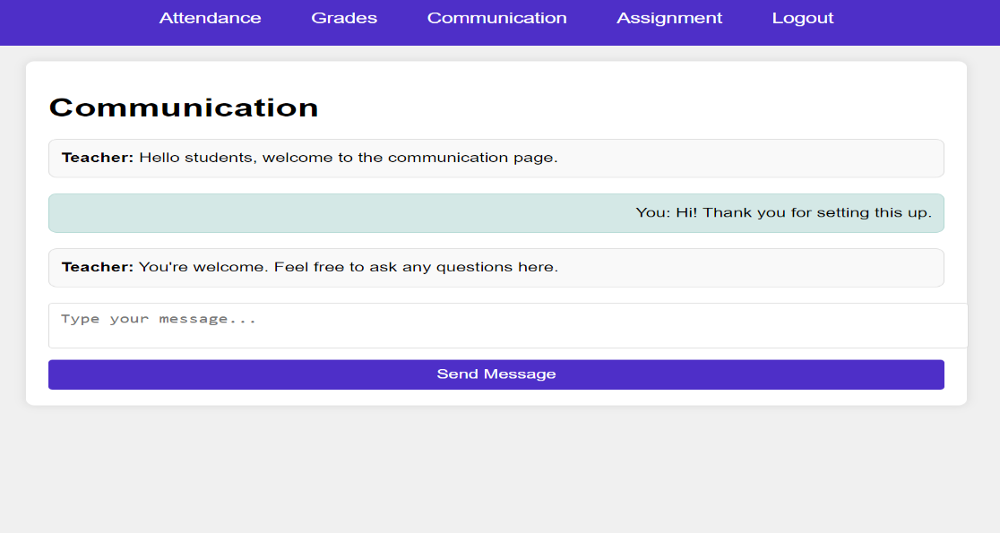 Attendance Grades Communication Assignment Logout
Communication
Teacher: Hello students, welcome to the communication page.
You: Hi! Thank you for setting this up.
Teacher: You're welcome. Feel free to ask any questions here.
Type your message...
Send Message